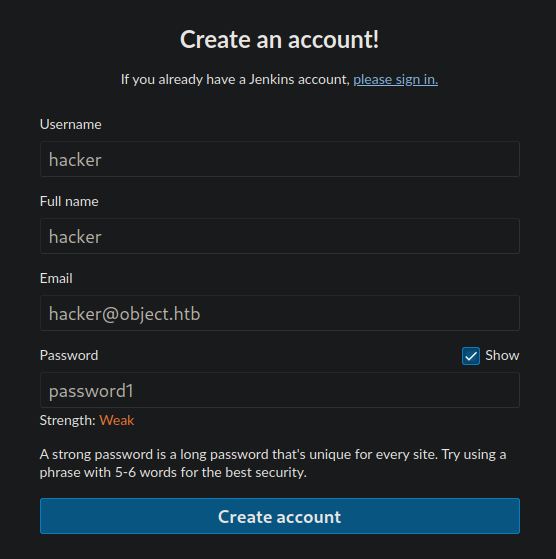 Create an account!
If you already have a Jenkins account, please sign in.
Username
hacker
Full name
hacker
Email
hacker@object.htb
Password
Show
password1
Strength: Weak
A strong password is a long password that's unique for every site. Try using a
phrase with 5-6 words for the best security.
Create account